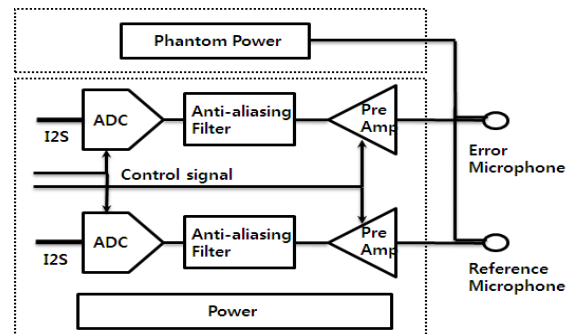 Phantom Power
I2S
ADC
Anti-aliasing
Filter
Pre
Amp
Error
Microphone
Control signal
I2S
ADC
Anti-aliasing
Filter
Pre
Amp
Reference
Microphone
Power